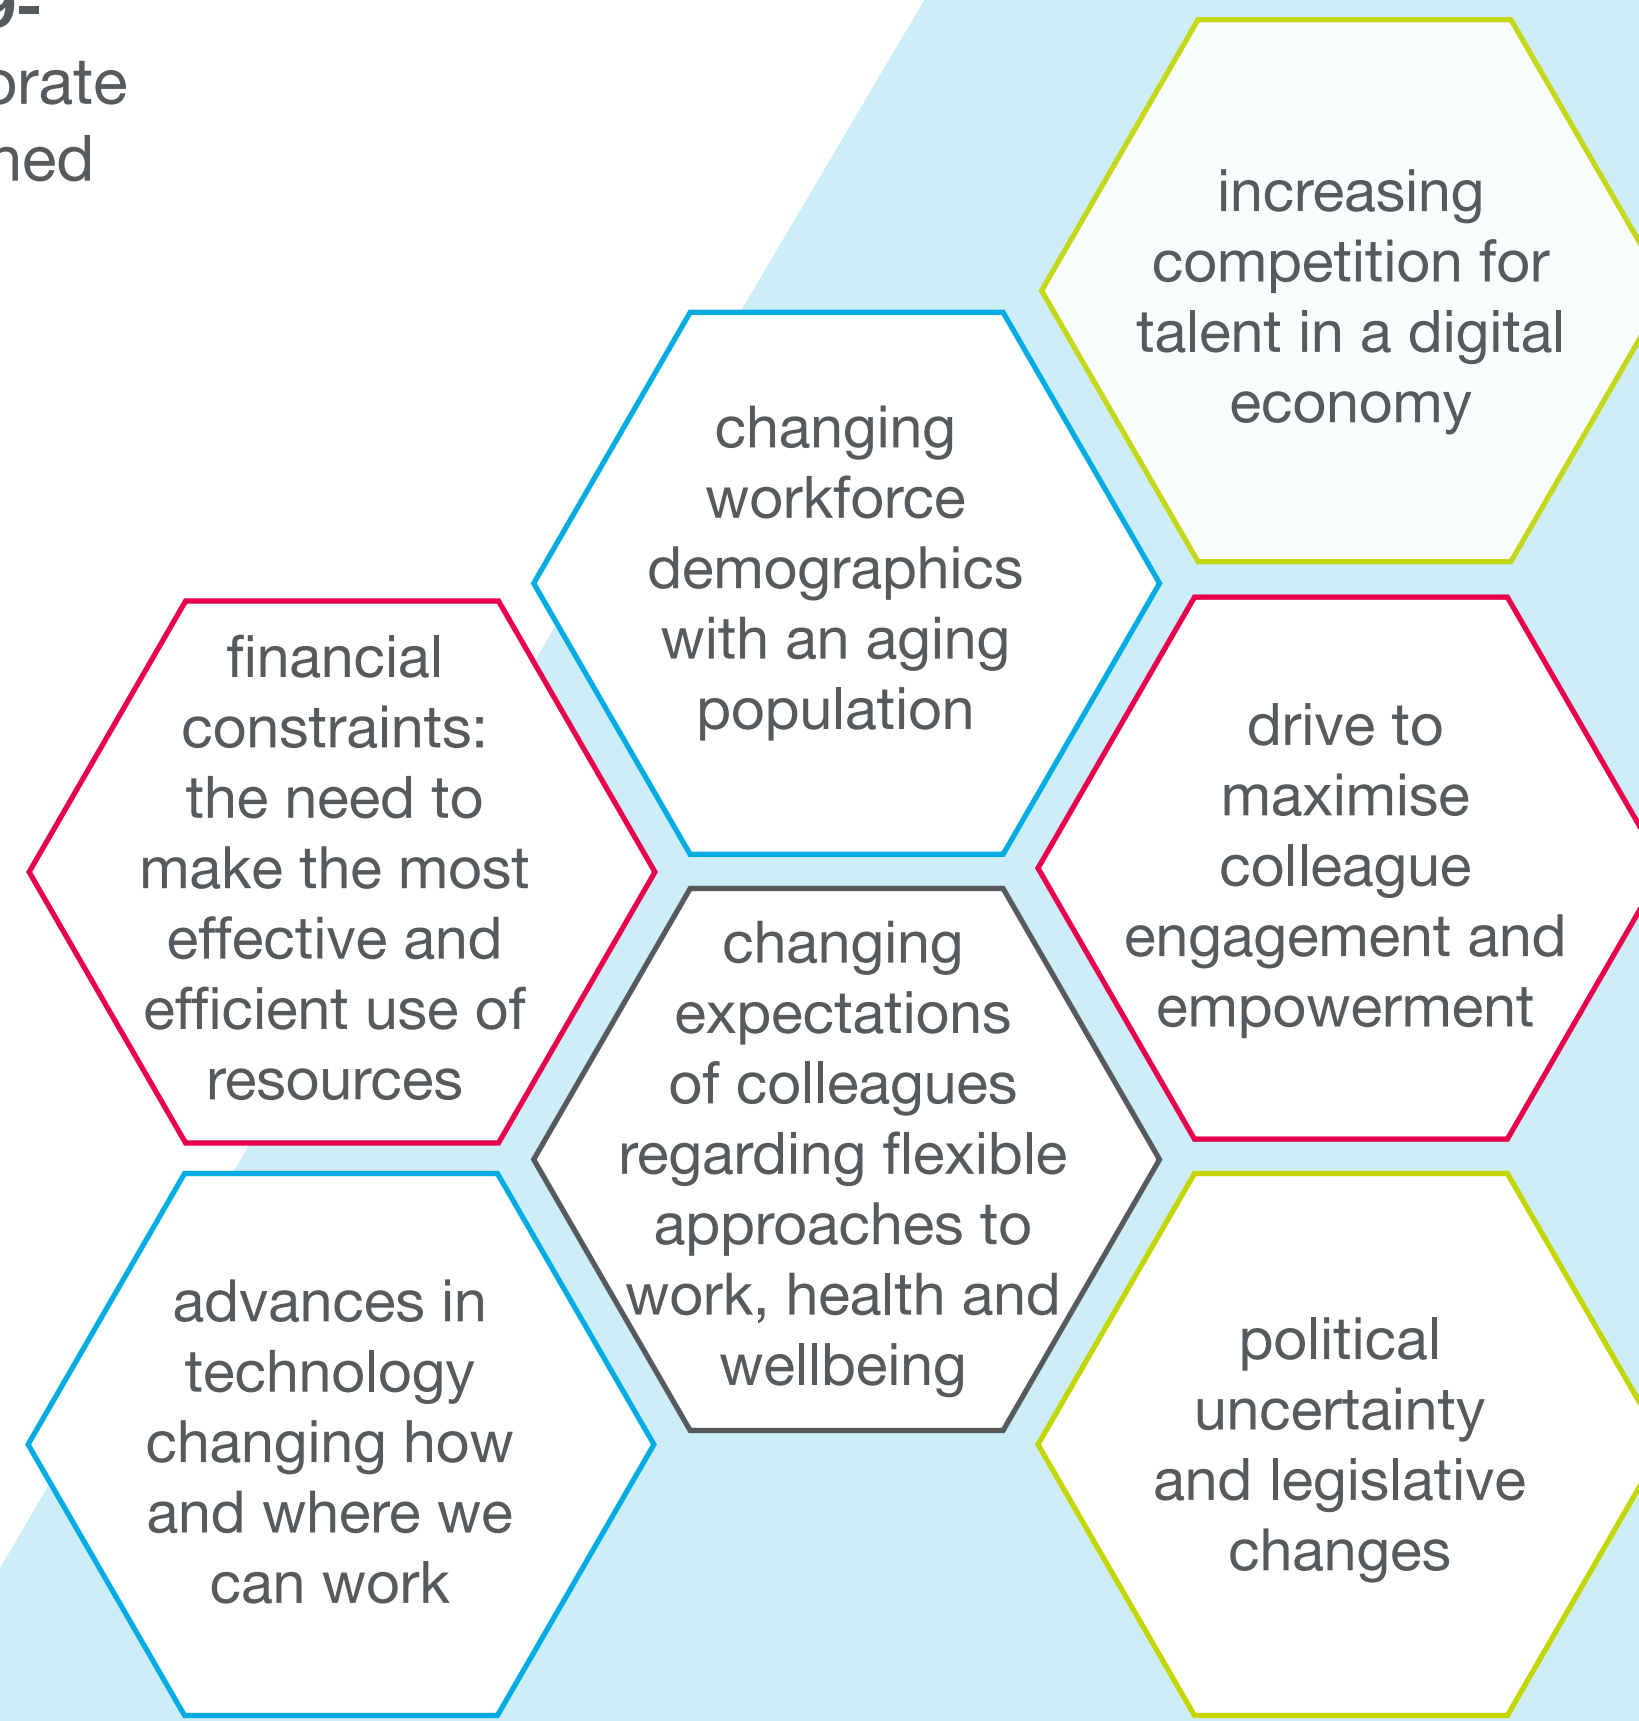 9-
orate
ned
increasing
competition for
talent in a digital
economy
changing
workforce
demographics
with an aging
population
financial
constraints:
the need to
make the most
effective and
efficient use of
resources
drive to
maximise
colleague
engagement and
empowerment
changing
expectations
of colleagues
regarding flexible
approaches to
work, health and
wellbeing
advances in
technology
changing how
and where we
can work
political
uncertainty
and legislative
changes